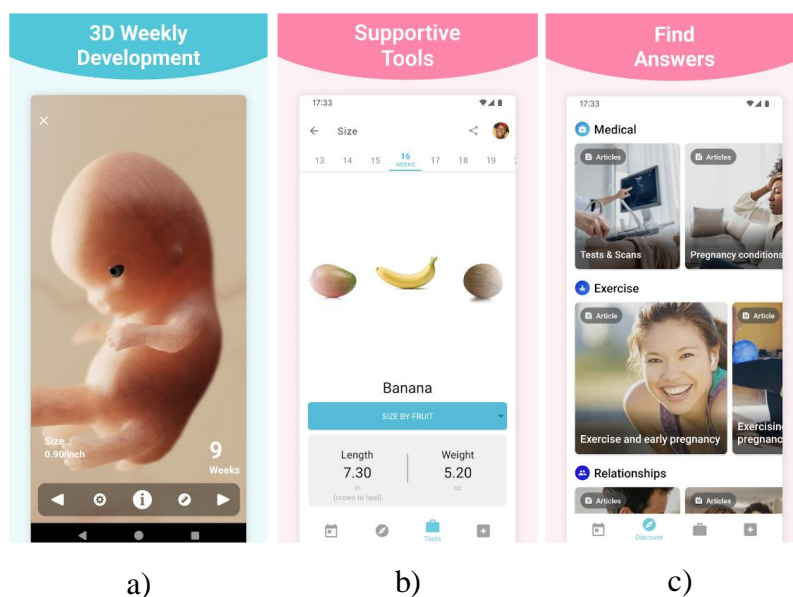 3D Weekly
Development
Size
0.90 inch
9
Weeks
a)
Supportive
Tools
17:33
Size
13 14 15 16 17 18 19
WEEKS
Banana
SIZE BY FRUIT
Length Weight
7.30 5.20
in oz
(crown to heel)
Tools
b)
Find
Answers
17:33
Medical
Articles Articles
Tests & Scans Pregnancy conditions
Exercise
Article Article
Exercise and early pregnancy Exercising
pregnanc
Relationships
Articles Articles
Discover
c)